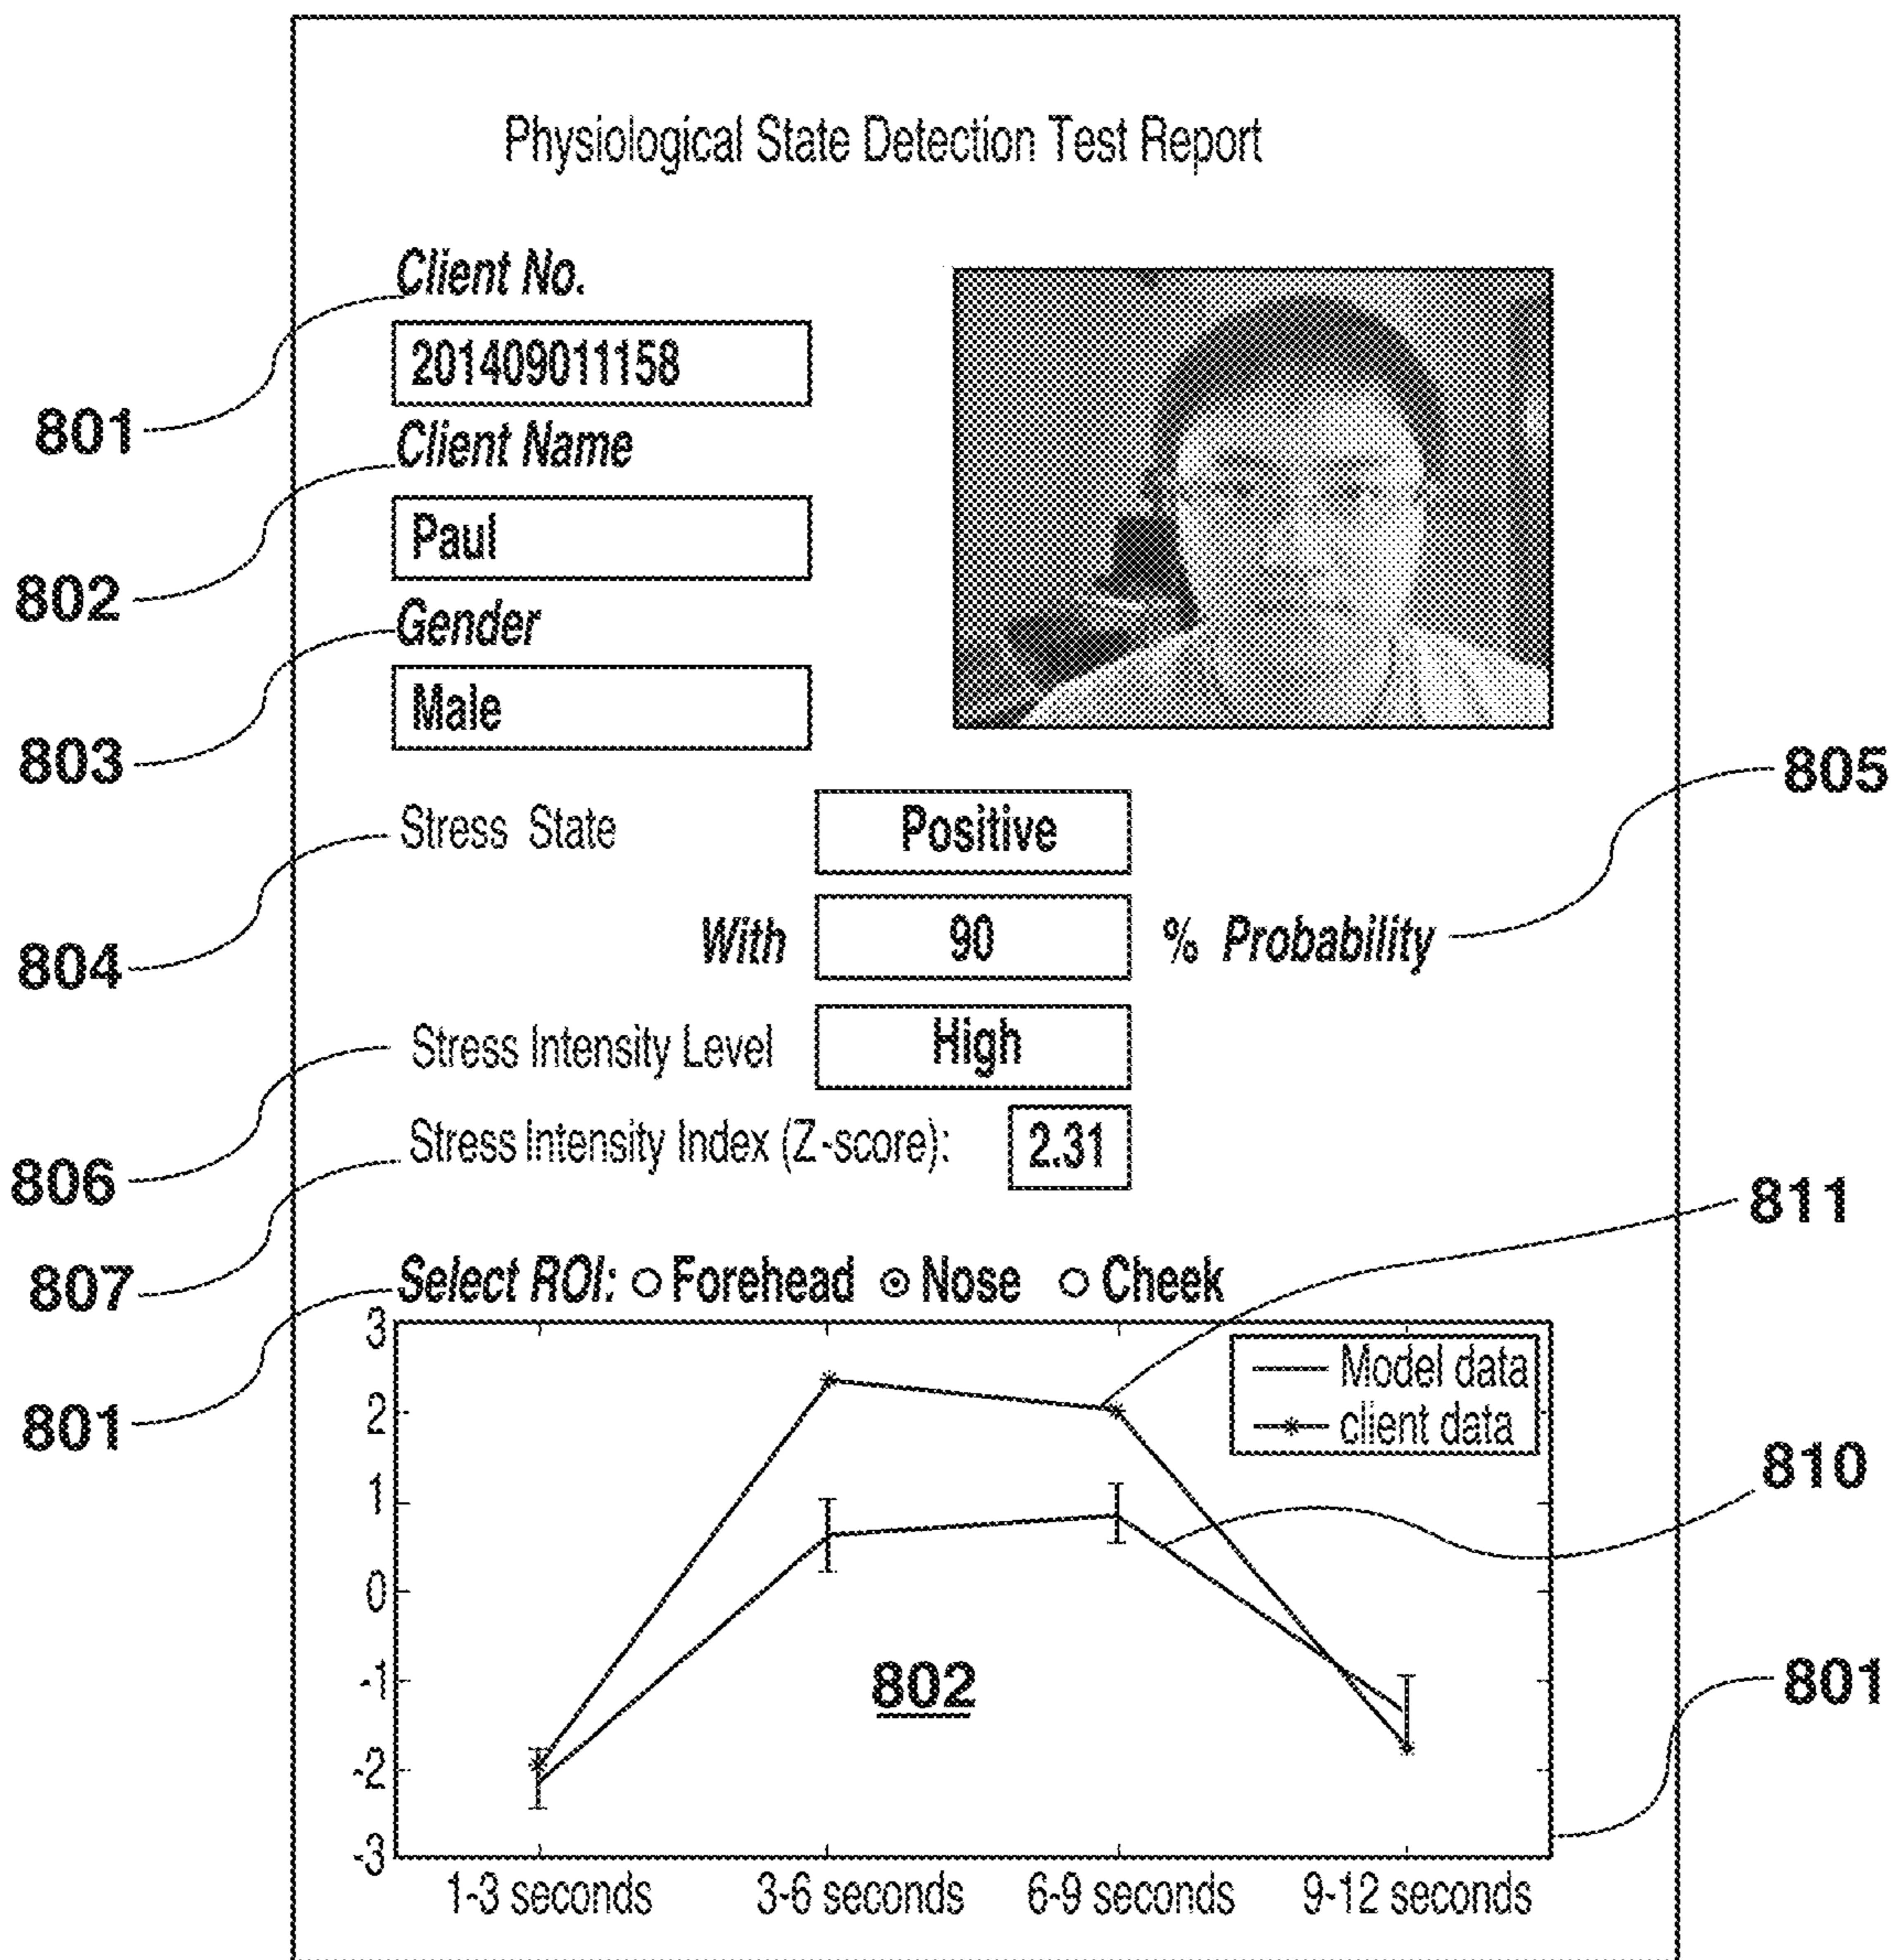 Physiological State Detection Test Report
Client No.
201409011158
801
Client Name
Paul
802
Gender
Male
803
805
Stress State Positive
With 90 % Probability
804
Stress Intensity Level High
Stress Intensity Index (Z-score): 2.31
806
811
Select ROI: Forehead Nose Cheek
807
3
Model data
client data
2
801
810
1
0
-1
802
801
-2
-3
1-3 seconds 3-6 seconds 6-9 seconds 9-12 seconds